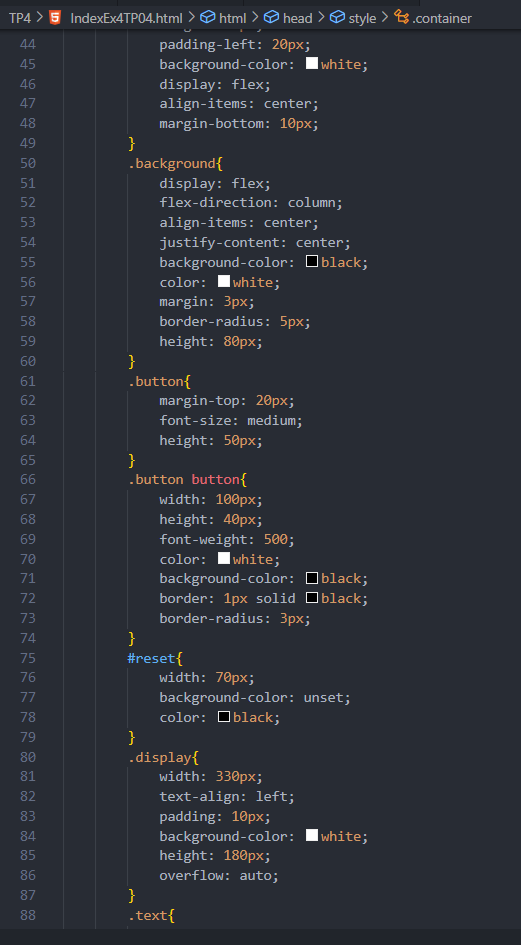 TP4 > IndexEx4TP04.html > html > head > style > .container
44 padding-left: 20px;
45 background-color: white;
46 display: flex;
47 align-items: center;
48 margin-bottom: 10px;
49 }
50 .background{
51 display: flex;
52 flex-direction: column;
53 align-items: center;
54 justify-content: center;
55 background-color: black;
56 color: white;
57 margin: 3px;
58 border-radius: 5px;
59 height: 80px;
60 }
61 .button{
62 margin-top: 20px;
63 font-size: medium;
64 height: 50px;
65 }
66 .button button{
67 width: 100px;
68 height: 40px;
69 font-weight: 500;
70 color: white;
71 background-color: black;
72 border: 1px solid black;
73 border-radius: 3px;
74 }
75 #reset{
76 width: 70px;
77 background-color: unset;
78 color: black;
79 }
80 .display{
81 width: 330px;
82 text-align: left;
83 padding: 10px;
84 background-color: white;
85 height: 180px;
86 overflow: auto;
87 }
88 .text{